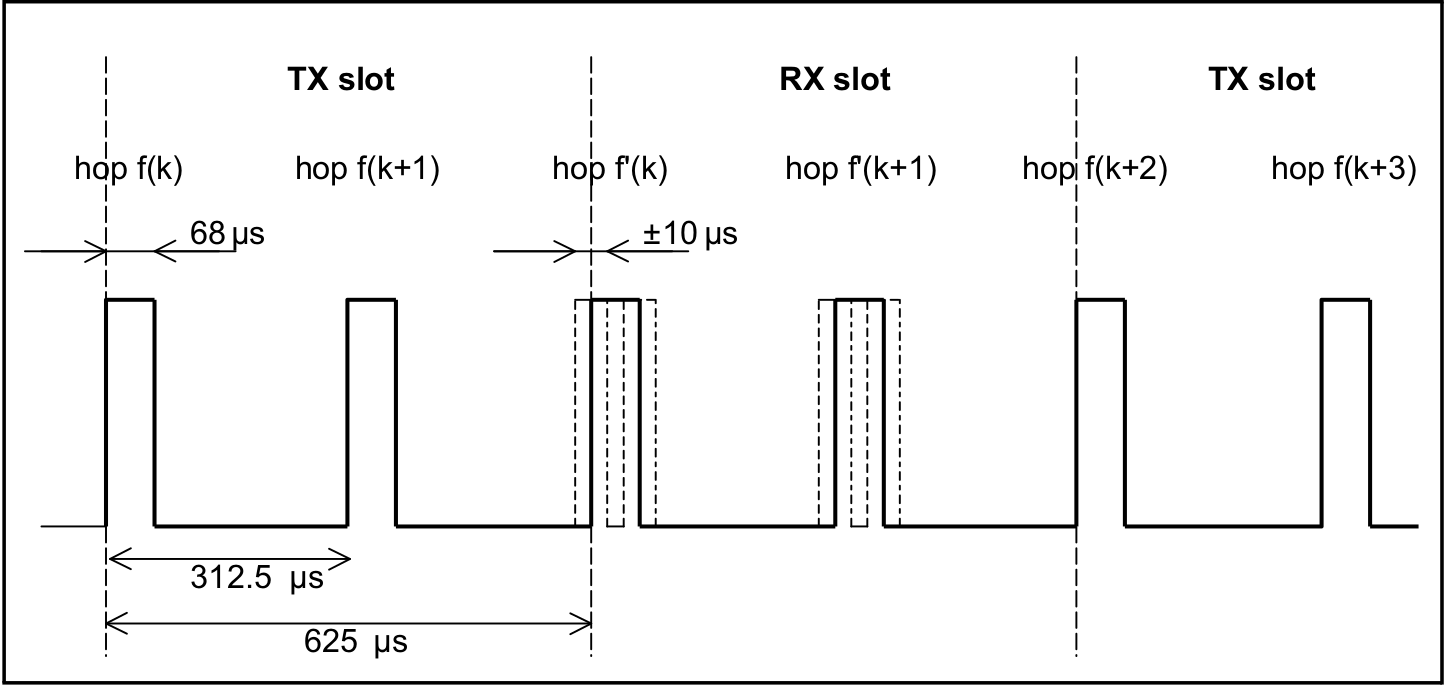 TX slot RX slot TX slot
hop f(k) hop f(k+1) hop f'(k) hop f'(k+1) hop f(k+2) hop f(k+3)
68 µs ±10 µs
312.5 µs
625 µs